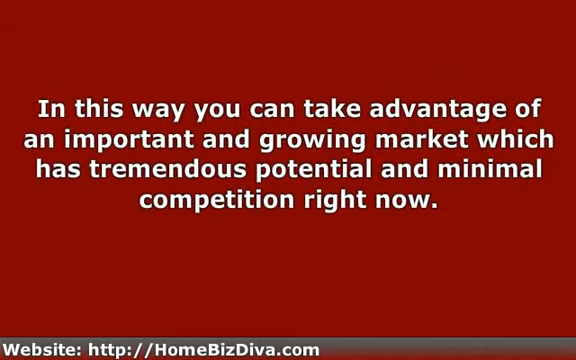 In this way you can take advantage of
an important and growing market which
has tremendous potential and minimal
competition right now.
Website: http://HomeBizDiva.com